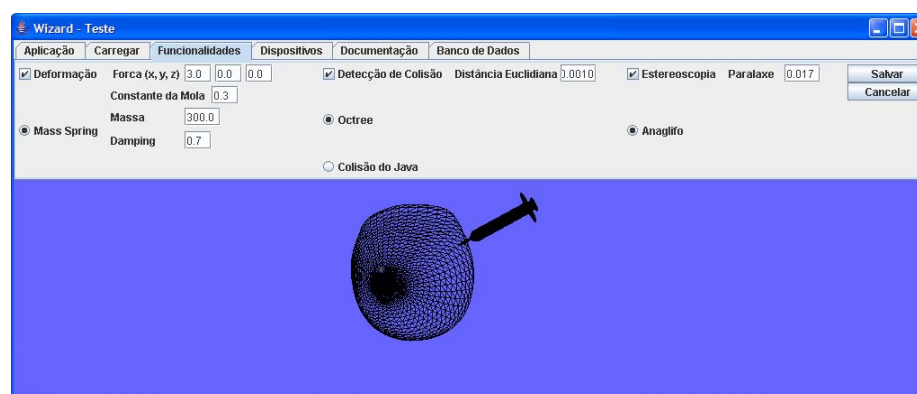 Wizard - Teste
Aplicação Carregar Funcionalidades Dispositivos Documentação Banco de Dados
Deformação Forca (x, y, z) 3.0 0.0 0.0 Detecção de Colisão Distância Euclidiana 0.0010 Estereoscopia Paralaxe 0.017 Salvar
Constante da Mola 0.3 Cancelar
Massa 300.0 Octree
Mass Spring Anaglifo
Damping 0.7
Colisão do Java